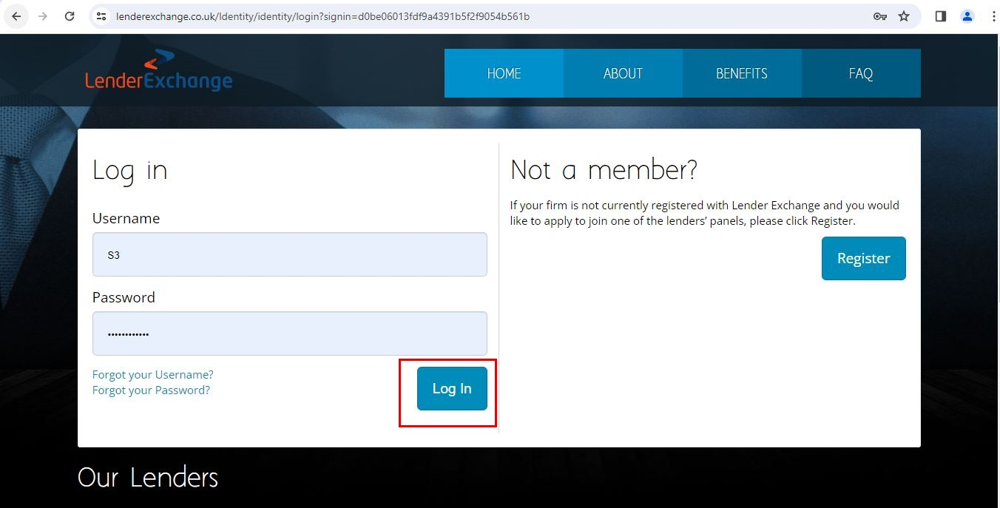 lenderexchange.co.uk/Identity/identity/login?signin=d0be06013fdf9a4391b5f2f9054b561b
LenderExchange
HOME ABOUT BENEFITS FAQ
Log in
Username
S3
Password
••••••••••••
Forgot your Username?
Forgot your Password?
Log In
Not a member?
If your firm is not currently registered with Lender Exchange and you would
like to apply to join one of the lenders’ panels, please click Register.
Register
Our Lenders